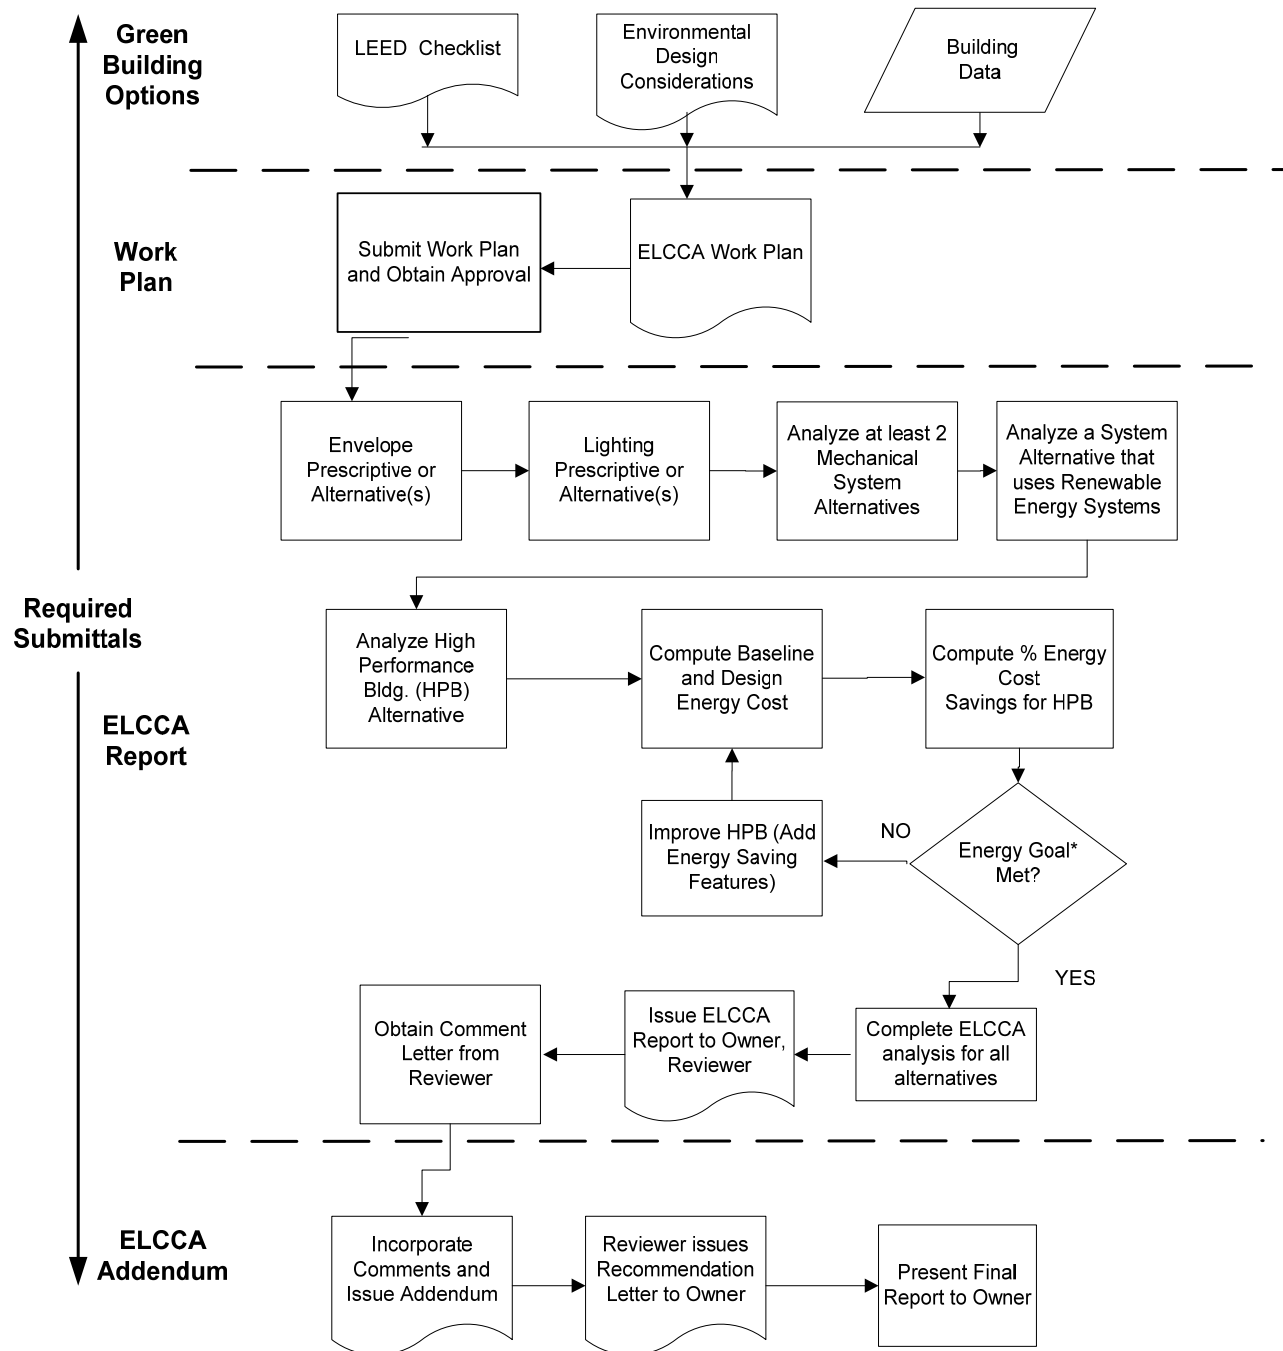 Green
Building
Options
LEED Checklist
Environmental
Design
Considerations
Building
Data
Work
Plan
Submit Work Plan
and Obtain Approval
ELCCA Work Plan
Envelope
Prescriptive or
Alternative(s)
Lighting
Prescriptive or
Alternative(s)
Analyze at least 2
Mechanical
System
Alternatives
Analyze a System
Alternative that
uses Renewable
Energy Systems
Required
Submittals
ELCCA
Report
Analyze High
Performance
Bldg. (HPB)
Alternative
Compute Baseline
and Design
Energy Cost
Compute % Energy
Cost
Savings for HPB
Improve HPB (Add
Energy Saving
Features)
NO
Energy Goal*
Met?
YES
Obtain Comment
Letter from
Reviewer
Issue ELCCA
Report to Owner,
Reviewer
Complete ELCCA
analysis for all
alternatives
ELCCA
Addendum
Incorporate
Comments and
Issue Addendum
Reviewer issues
Recommendation
Letter to Owner
Present Final
Report to Owner